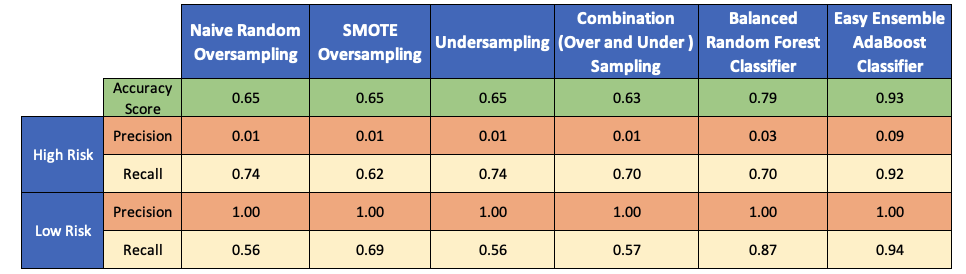 Naive Random Oversampling SMOTE Oversampling Undersampling Combination (Over and Under ) Sampling Balanced Random Forest Classifier Easy Ensemble AdaBoost Classifier
Accuracy Score 0.65 0.65 0.65 0.63 0.79 0.93
High Risk
Precision 0.01 0.01 0.01 0.01 0.03 0.09
Recall 0.74 0.62 0.74 0.70 0.70 0.92
Low Risk
Precision 1.00 1.00 1.00 1.00 1.00 1.00
Recall 0.56 0.69 0.56 0.57 0.87 0.94